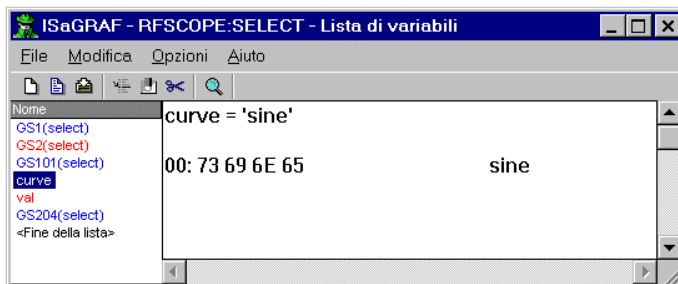 ISaGRAF - RFSCOPE:SELECT - Lista di variabili
File Modifica Opzioni Aiuto
Nome
GS1(select)
GS2(select)
GS101(select)
curve
val
GS204(select)
<Fine della lista>
curve = 'sine'
00: 73 69 6E 65 sine